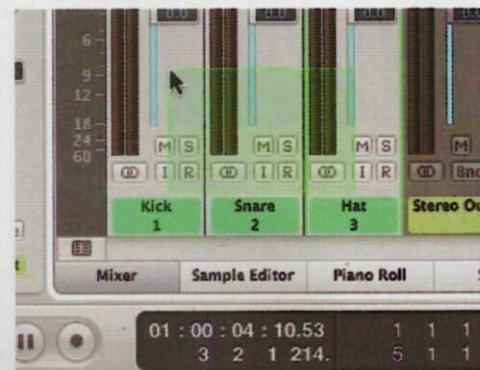 6
9
12
18
24
60
M S M S M S M
I R I R I R Bnc
Kick Snare Hat Stereo Ou
1 2 3
Mixer Sample Editor Piano Roll
01 : 00 : 04 : 10.53 1 1 1
3 2 1 214. 5 1 1